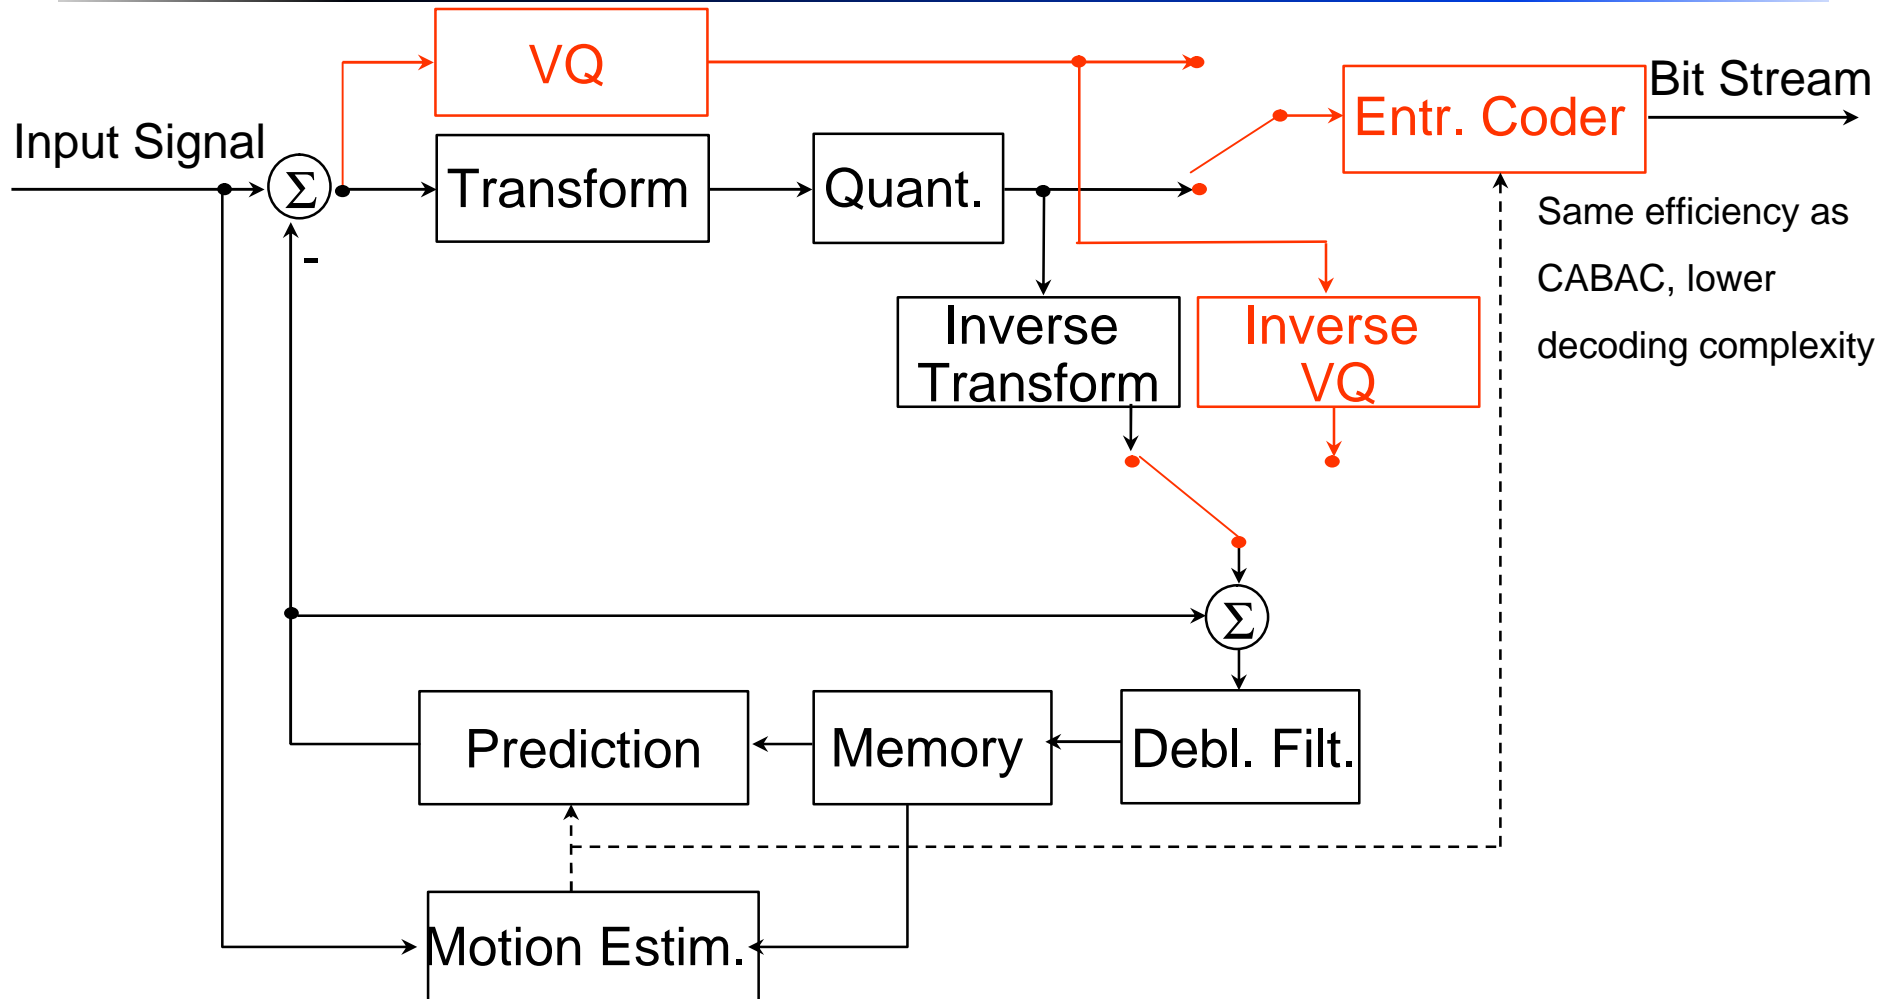 VQ
Bit Stream
Entr. Coder
Input Signal
Σ
Transform
Quant.
Same efficiency as
CABAC, lower
decoding complexity
-
Inverse
Transform
Inverse
VQ
Σ
Prediction
Memory
Debl. Filt.
Motion Estim.